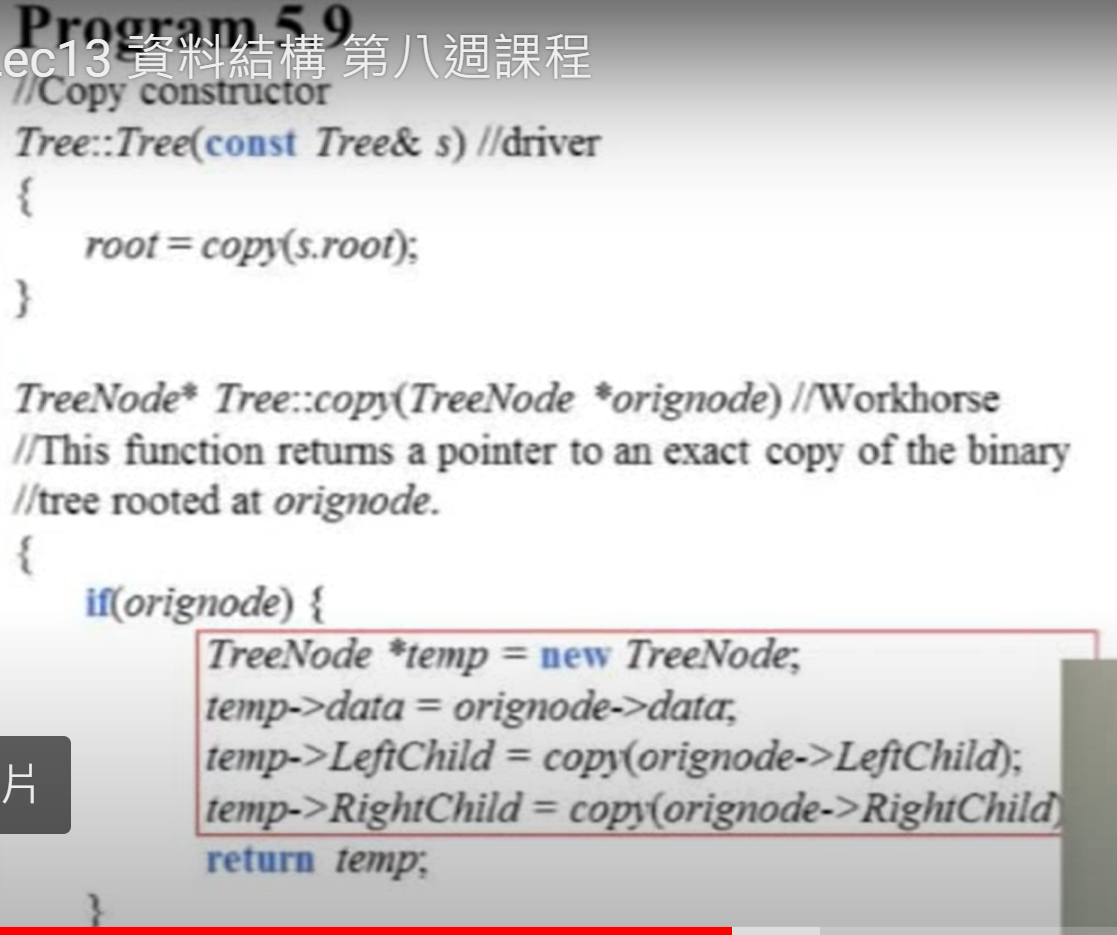 Program 5.9
Lec13 資料結構 第八週課程
//Copy constructor
Tree::Tree(const Tree& s) //driver
{
root = copy(s.root);
}
TreeNode* Tree::copy(TreeNode *orignode) //Workhorse
//This function returns a pointer to an exact copy of the binary
//tree rooted at orignode.
{
if(orignode) {
TreeNode *temp = new TreeNode;
temp->data = orignode->data;
temp->LeftChild = copy(orignode->LeftChild);
temp->RightChild = copy(orignode->RightChild)
片
return temp;
}